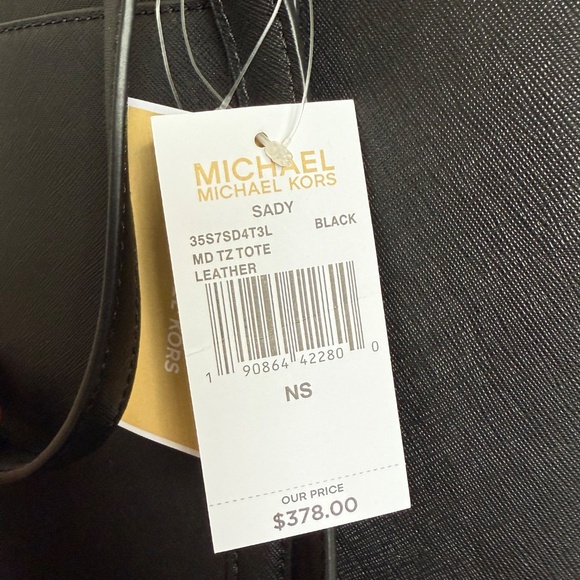 MICHAEL
MICHAEL KORS
SADY
35S7SD4T3L BLACK
MD TZ TOTE
LEATHER
1 90864 42280 0
NS
OUR PRICE
$378.00
KORS